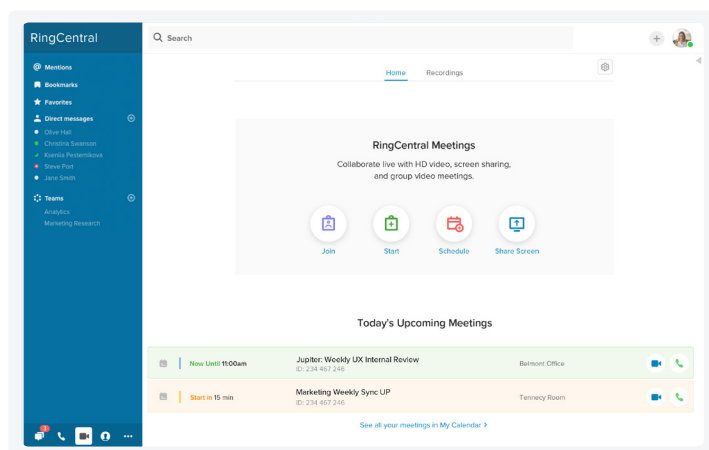 RingCentral
Search
Mentions
Bookmarks
Favorites
Direct messages
Olive Hall
Christina Swanson
Kseniia Pesternikova
Steve Port
Jane Smith
Teams
Analytics
Marketing Research
3
Home Recordings
RingCentral Meetings
Collaborate live with HD video, screen sharing,
and group video meetings.
Join Start Schedule Share Screen
Today's Upcoming Meetings
Now Until 11:00am Jupiter: Weekly UX Internal Review Belmont Office
ID: 234 467 246
Start in 15 min Marketing Weekly Sync UP Tennecy Room
ID: 234 467 246
See all your meetings in My Calendar >